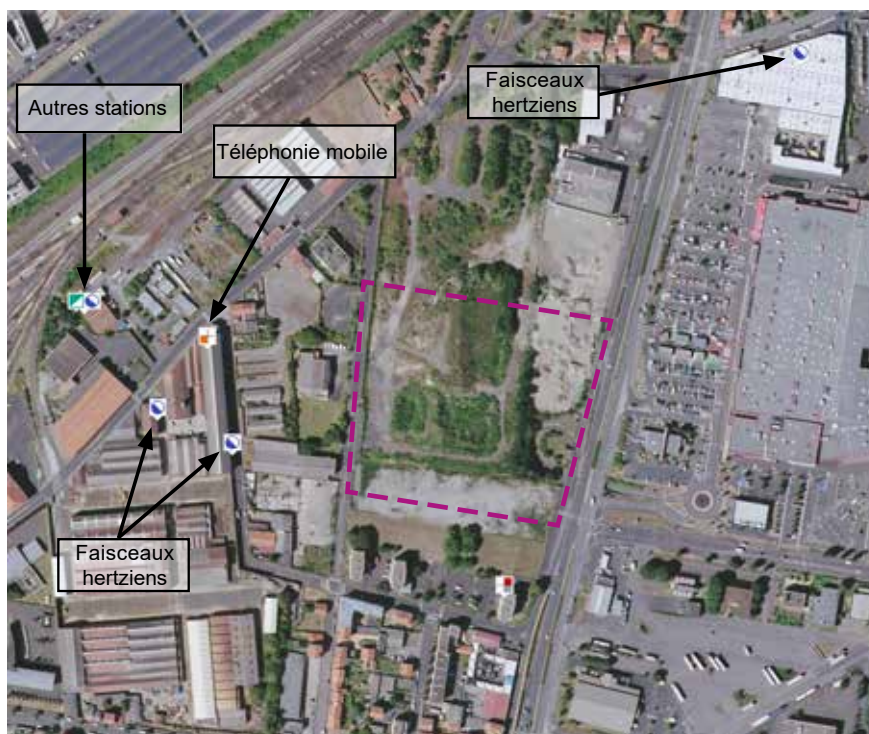 Faisceaux
hertziens
Autres stations
Téléphonie mobile
Faisceaux
hertziens